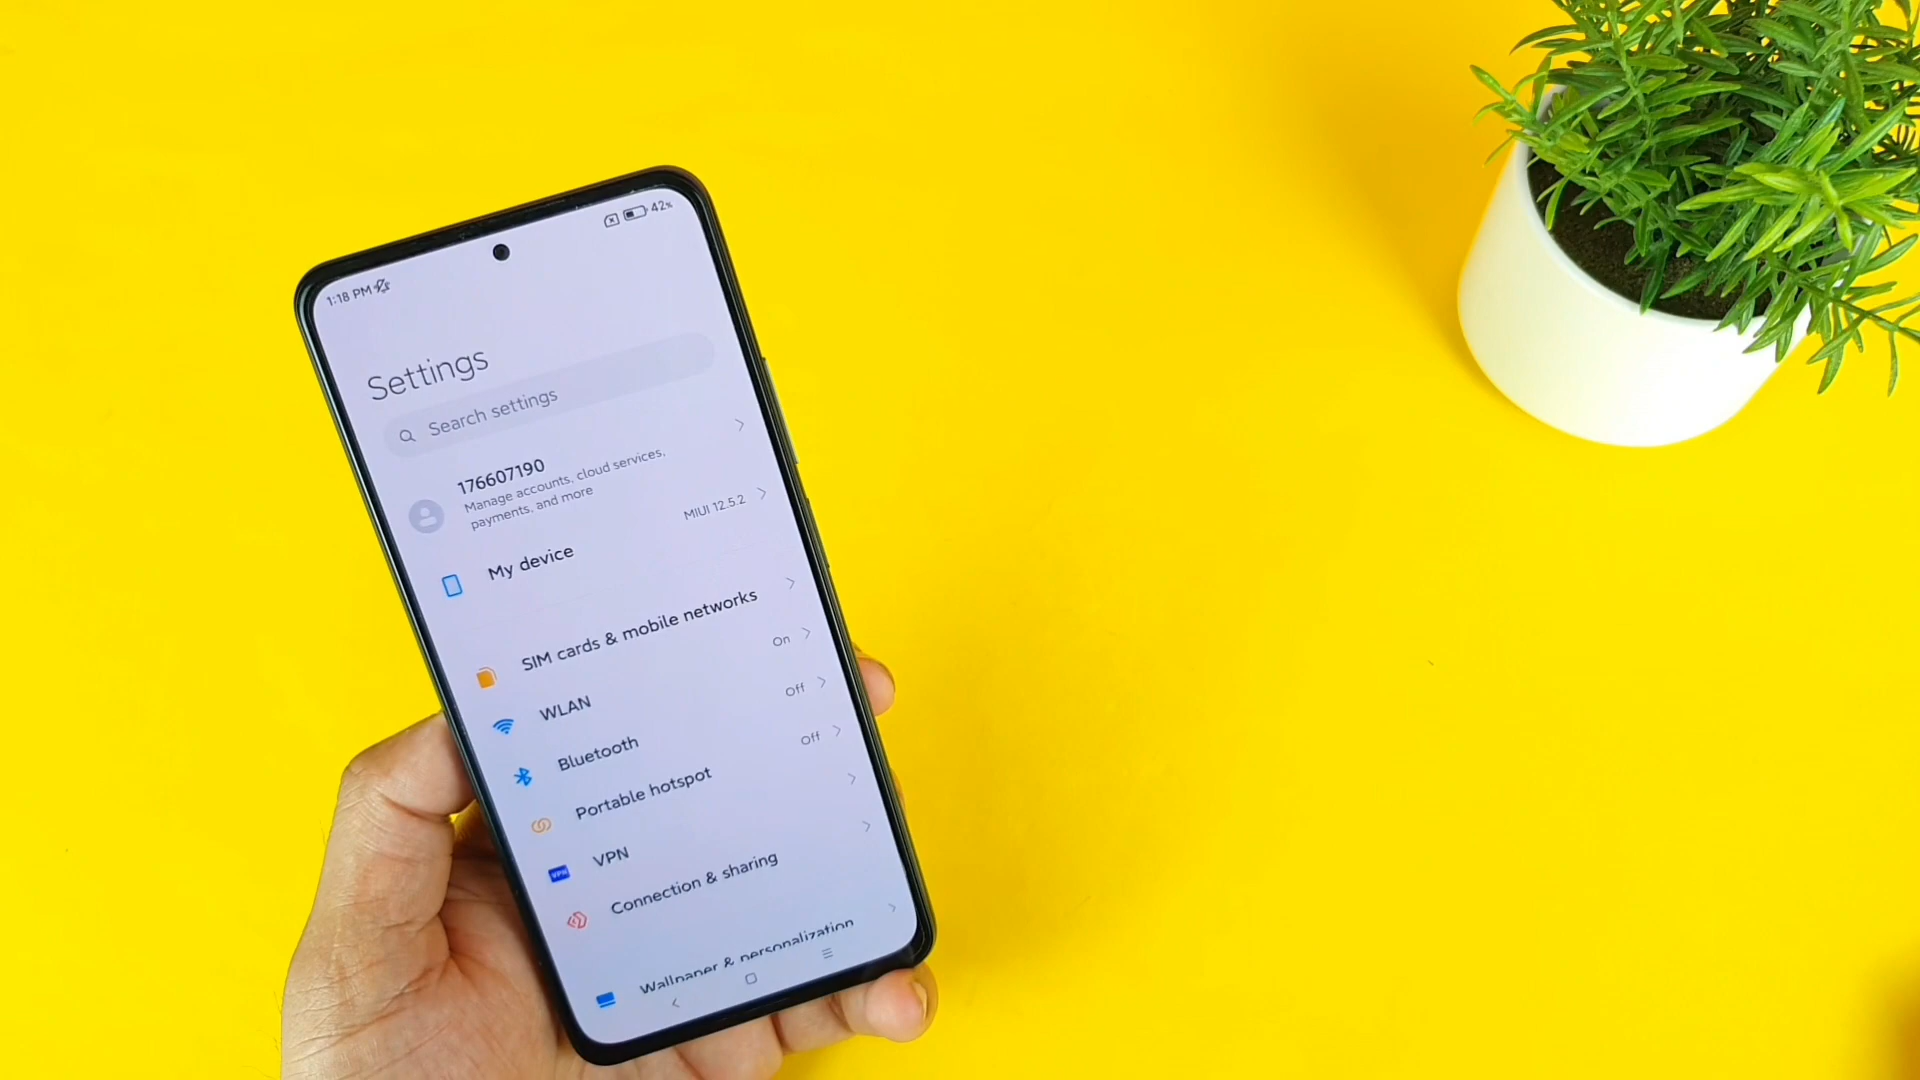 1:18 PM
42%
Settings
Search settings
176607190
Manage accounts, cloud services,
payments, and more
My device
MIUI 12.5.2
SIM cards & mobile networks
WLAN
On
Bluetooth
Off
Portable hotspot
Off
VPN
VPN
Connection & sharing
Wallpaper & personalization